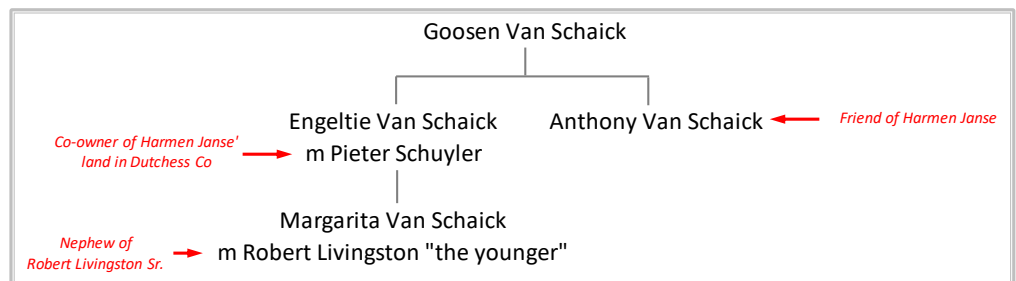 Goosen Van Schaick
Engeltie Van Schaick
Anthony Van Schaick
Friend of Harmen Janse
Co-owner of Harmen Janse'
land in Dutchess Co
m Pieter Schuyler
Margarita Van Schaick
Nephew of
Robert Livingston Sr.
m Robert Livingston "the younger"